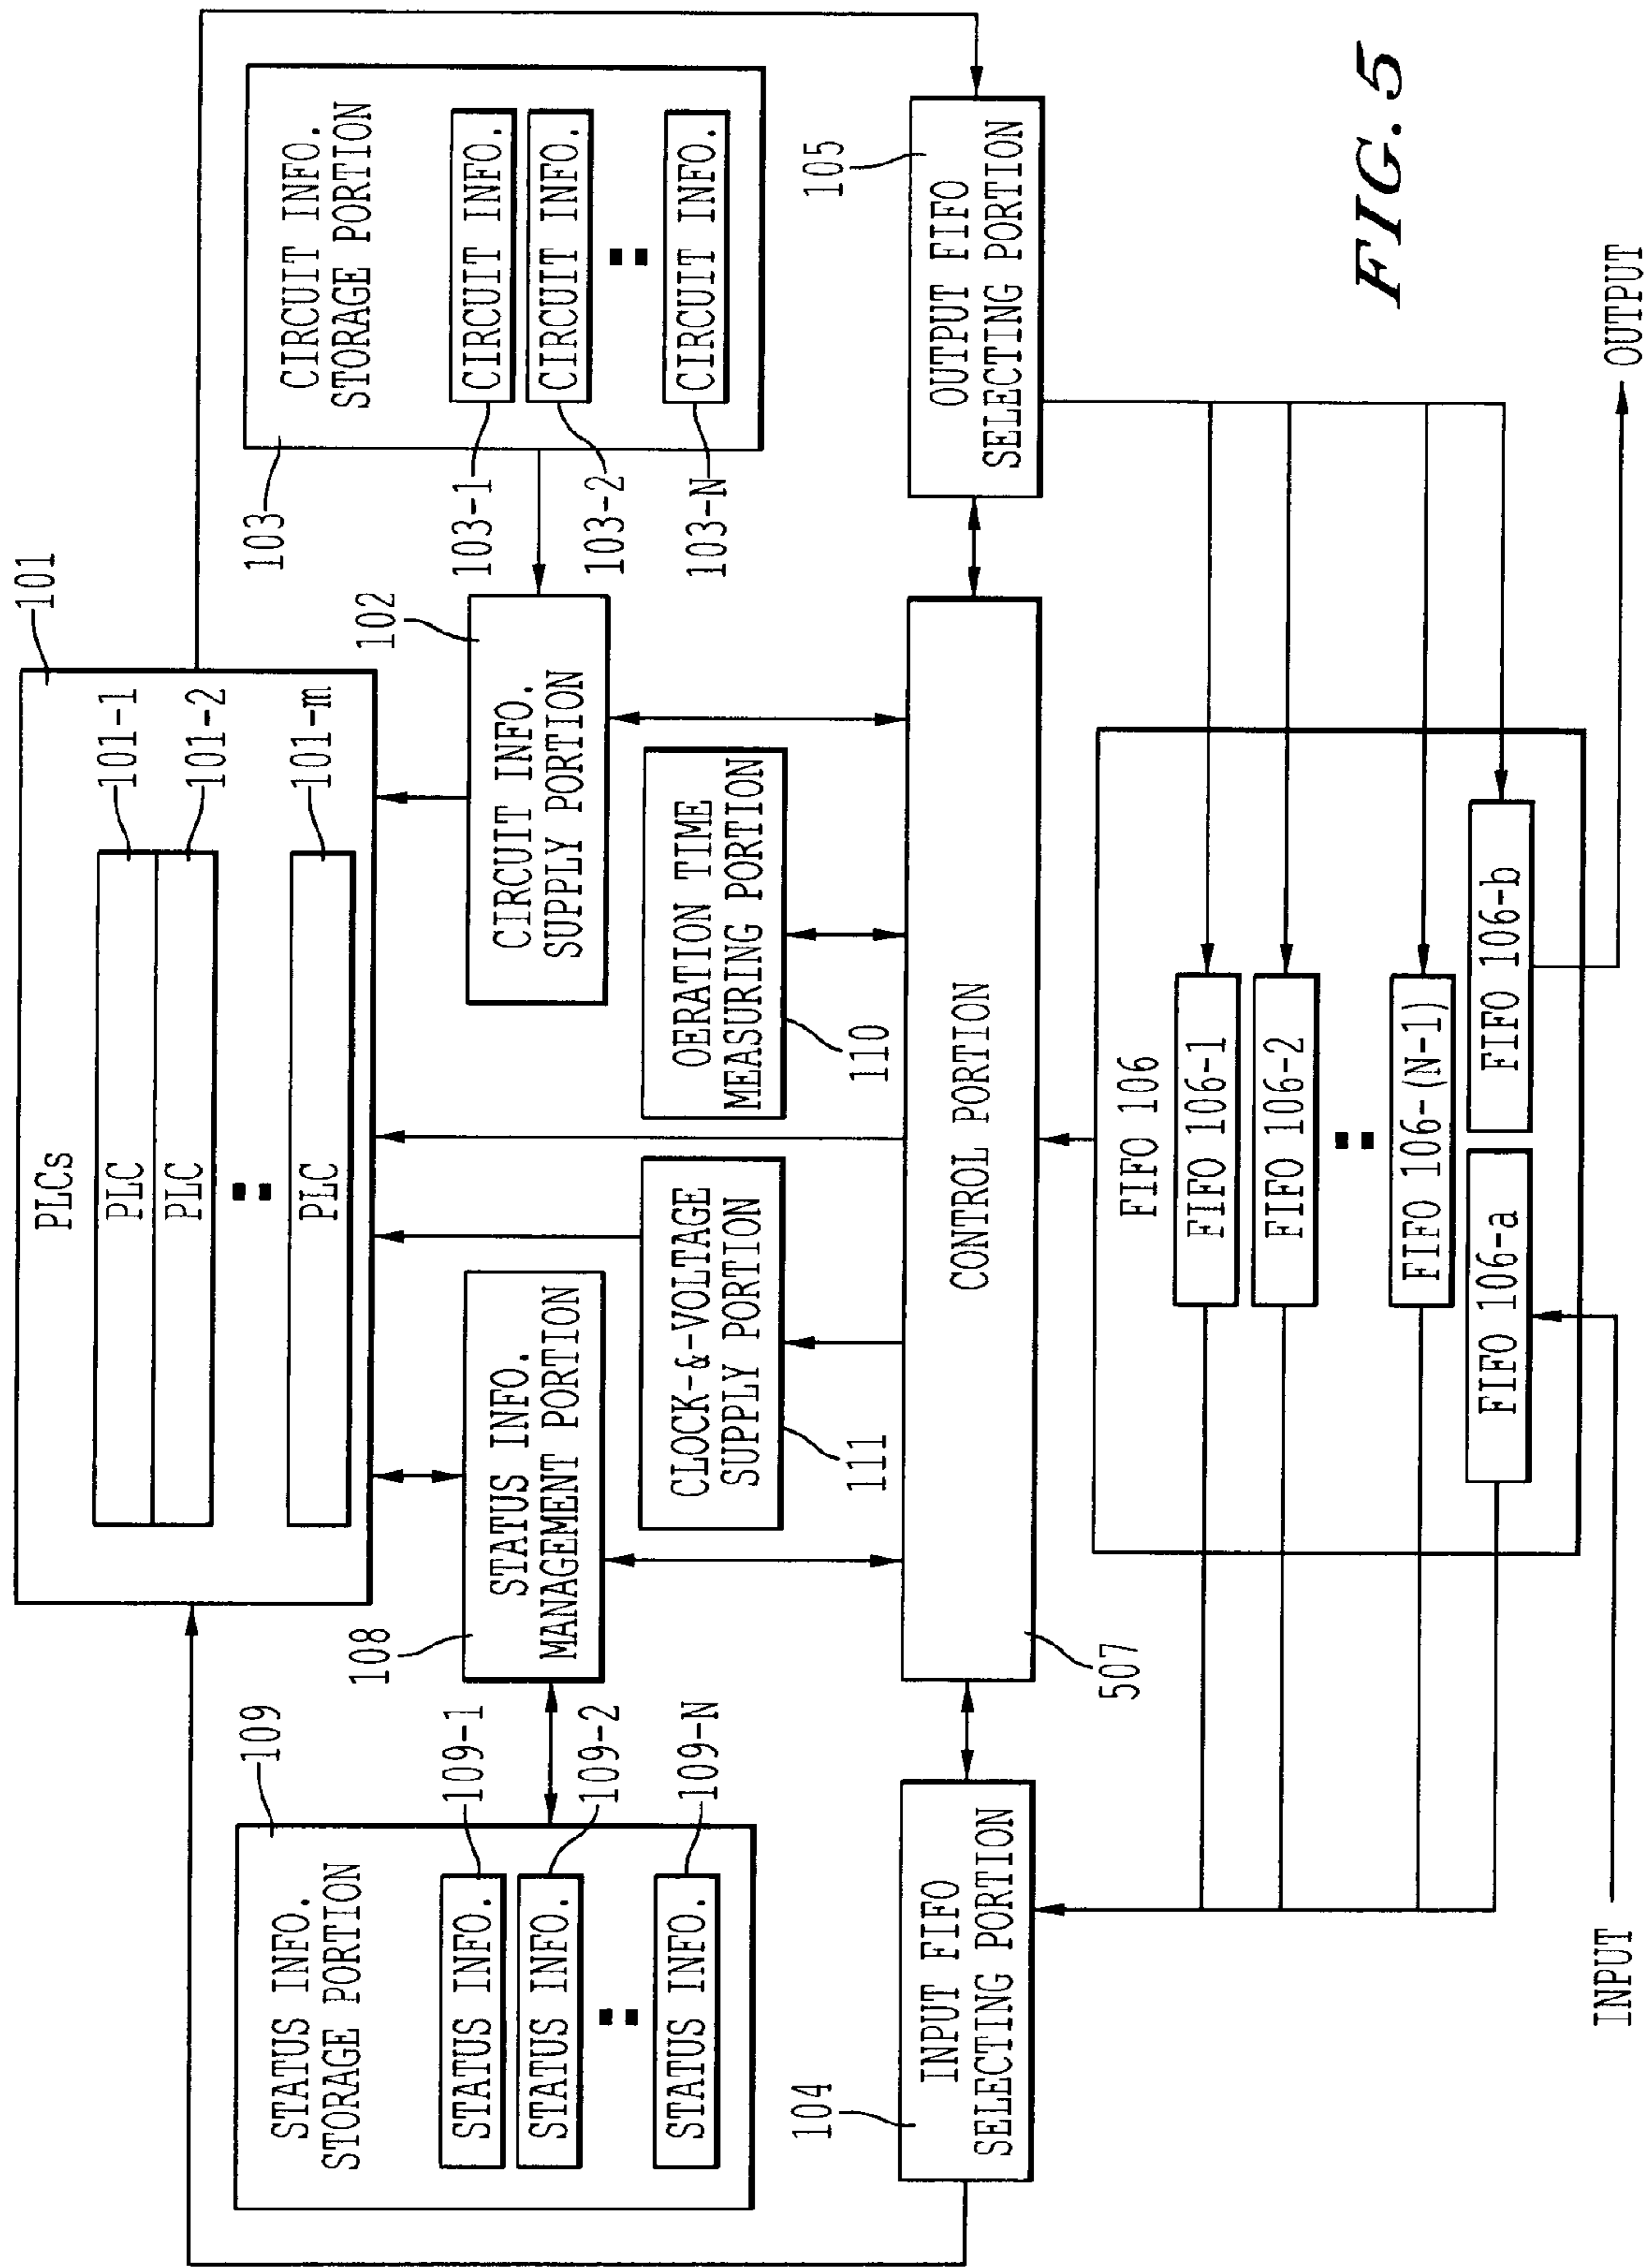 101
PLCs
PLC
101-1
PLC
101-2
PLC
101-m
109
STATUS INFO.
STORAGE PORTION
STATUS INFO.
109-1
STATUS INFO.
109-2
STATUS INFO.
109-N
108
STATUS INFO.
MANAGEMENT PORTION
102
CIRCUIT INFO.
SUPPLY PORTION
103
CIRCUIT INFO.
STORAGE PORTION
103-1
CIRCUIT INFO.
103-2
CIRCUIT INFO.
103-N
CIRCUIT INFO.
CLOCK-&-VOLTAGE
SUPPLY PORTION
111
OERATION TIME
MEASURING PORTION
110
104
INPUT FIFO
SELECTING PORTION
CONTROL PORTION
507
105
OUTPUT FIFO
SELECTING PORTION
FIFO 106
FIFO 106-1
FIFO 106-2
FIFO 106-(N-1)
FIFO 106-a
FIFO 106-b
INPUT
OUTPUT
FIG. 5